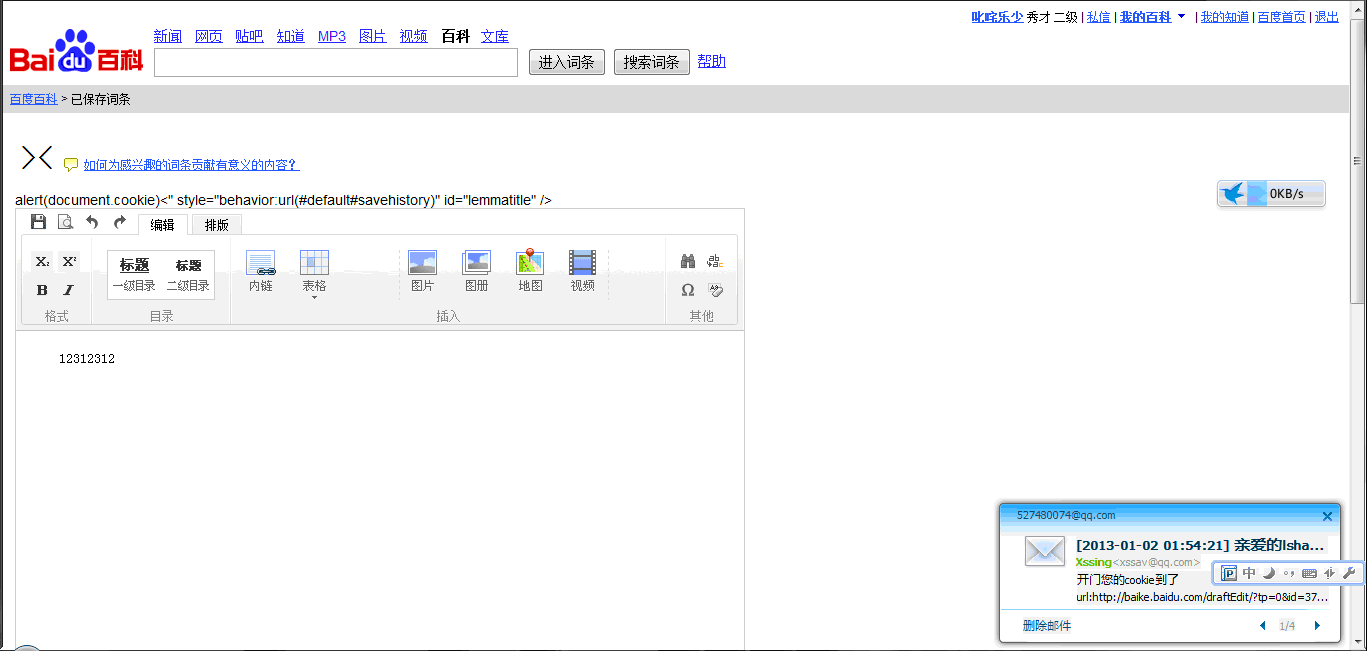 叱咤乐少 秀才 二级 | 私信 | 我的百科 | 我的知道 | 百度首页 | 退出
Bai du 百科
新闻 网页 贴吧 知道 MP3 图片 视频 百科 文库
进入词条 搜索词条 帮助
百度百科 > 已保存词条
>< 如何为感兴趣的词条贡献有意义的内容？
0KB/s
alert(document.cookie)<" style="behavior:url(#default#savehistory)" id="lemmatitle" />
编辑 排版
标题 标题
一级目录 二级目录 内链 表格 图片 图册 地图 视频
B I Ω
格式 目录 插入 其他
12312312
527480074@qq.com
[2013-01-02 01:54:21] 亲爱的lsha...
Xssing<xssav@qq.com>
中
开门您的cookie到了
url:http://baike.baidu.com/draftEdit/?tp=0&id=37...
删除邮件 1/4